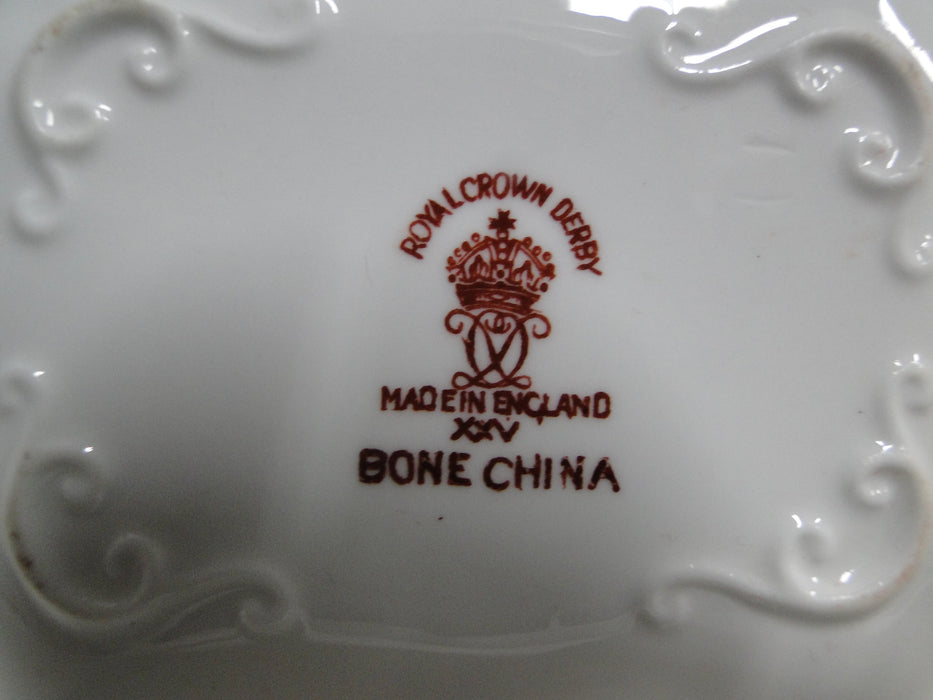 ROYAL CROWN DERBY
MADE IN ENGLAND
XXV
BONE CHINA